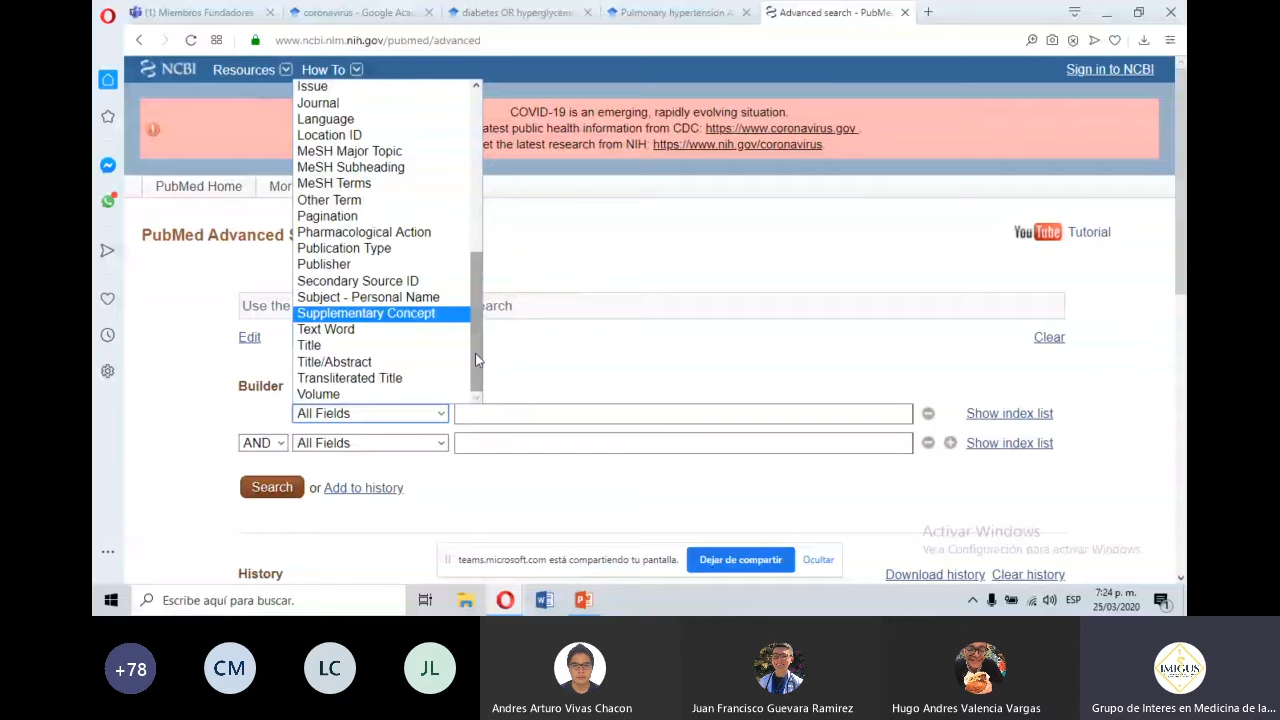 (1) Miembros Fundadores
coronavirus - Google Aca
diabetes OR hyperglycem
Pulmonary hypertension A
Advanced search - PubMe
www.ncbi.nlm.nih.gov/pubmed/advanced
NCBI
Resources
How To
Sign in to NCBI
COVID-19 is an emerging, rapidly evolving situation.
atest public health information from CDC: https://www.coronavirus.gov
et the latest research from NIH: https://www.nih.gov/coronavirus.
PubMed Home
Mor
PubMed Advanced S
YouTube Tutorial
Issue
Journal
Language
Location ID
MeSH Major Topic
MeSH Subheading
MeSH Terms
Other Term
Pagination
Pharmacological Action
Publication Type
Publisher
Secondary Source ID
Subject - Personal Name
Supplementary Concept
Text Word
Title
Title/Abstract
Transliterated Title
Volume
Use the
earch
Edit
Clear
Builder
All Fields
Show index list
AND
All Fields
Show index list
Search or Add to history
Activar Windows
Ve a Configuración para activar Windows.
teams.microsoft.com está compartiendo tu pantalla.
Dejar de compartir
Ocultar
History
Download history
Clear history
Escribe aquí para buscar.
ESP
7:24 p. m.
25/03/2020
1
+78
CM
LC
JL
IMIGUS
Andres Arturo Vivas Chacon
Juan Francisco Guevara Ramirez
Hugo Andres Valencia Vargas
Grupo de Interes en Medicina de la...